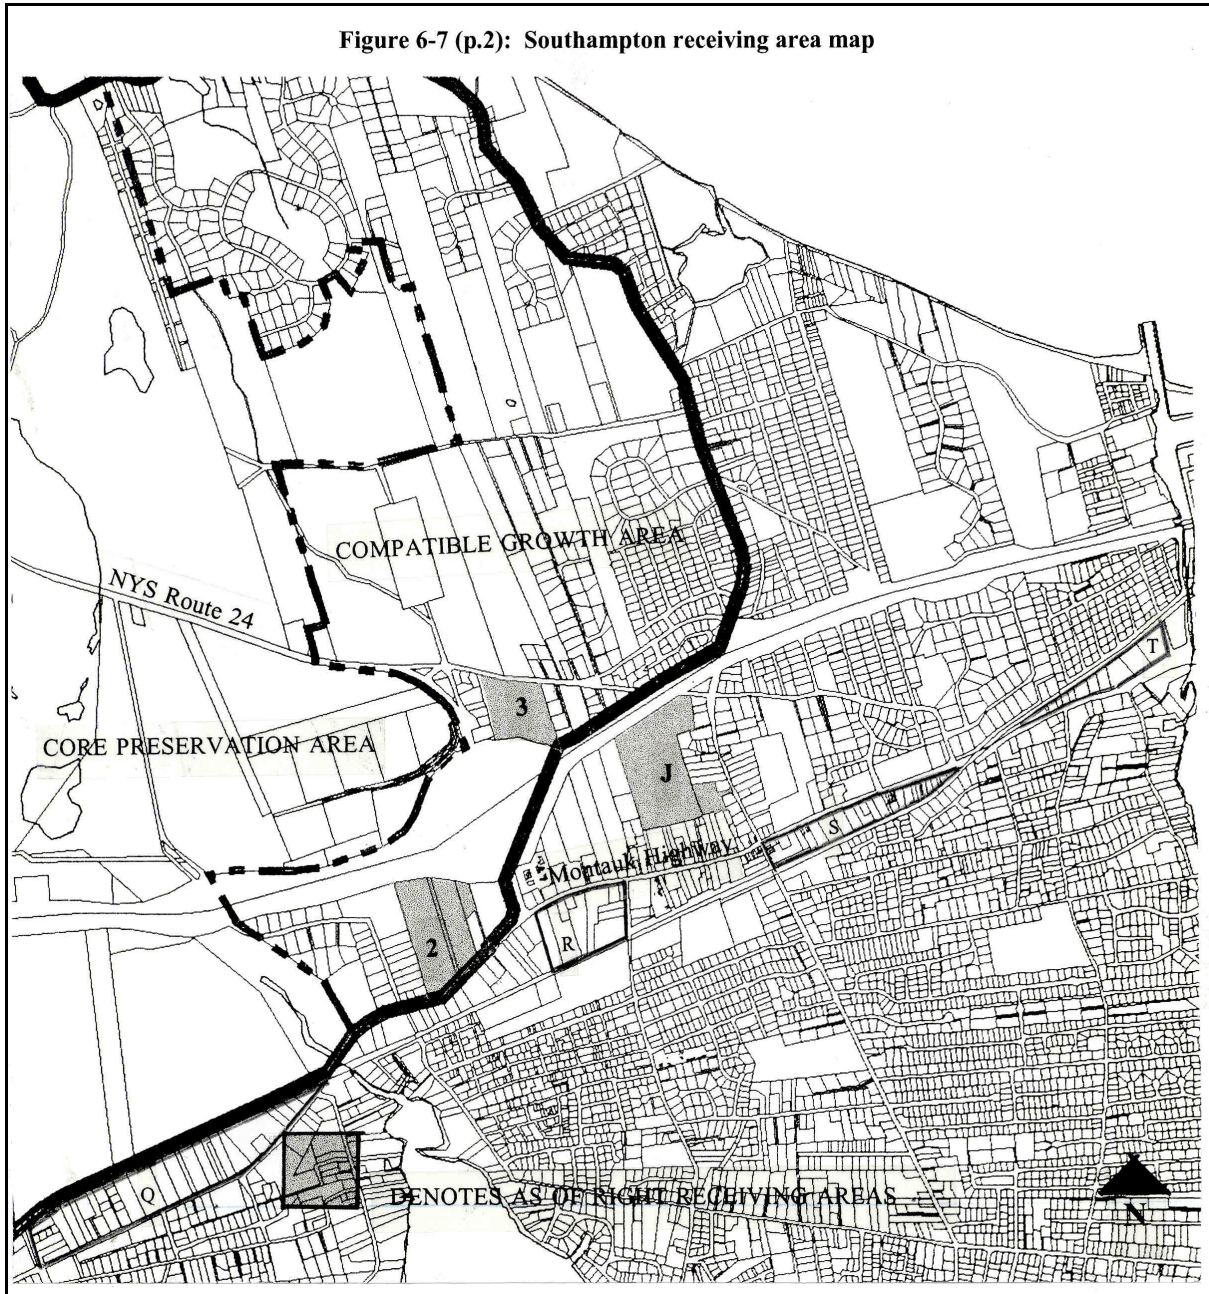 Figure 6-7 (p.2):  Southampton receiving area map
COMPATIBLE GROWTH AREA
NYS Route 24
T
3
CORE PRESERVATION AREA
J
S
Montauk Highway
2
R
Q
DENOTES AS OF RIGHT RECEIVING AREAS
N